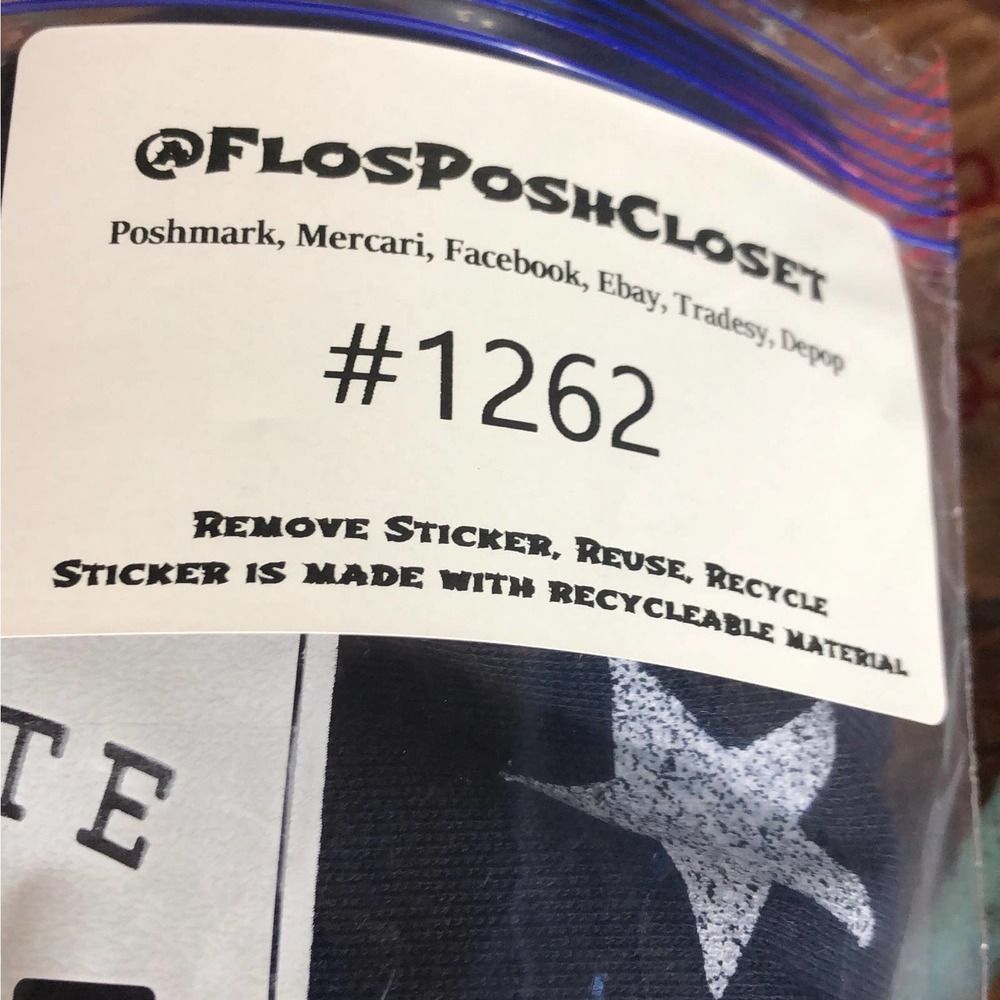 @FlosPoshCloset
Poshmark, Mercari, Facebook, Ebay, Tradesy, Depop
#1262
Remove Sticker, Reuse, Recycle
Sticker is made with recycleable material
TE